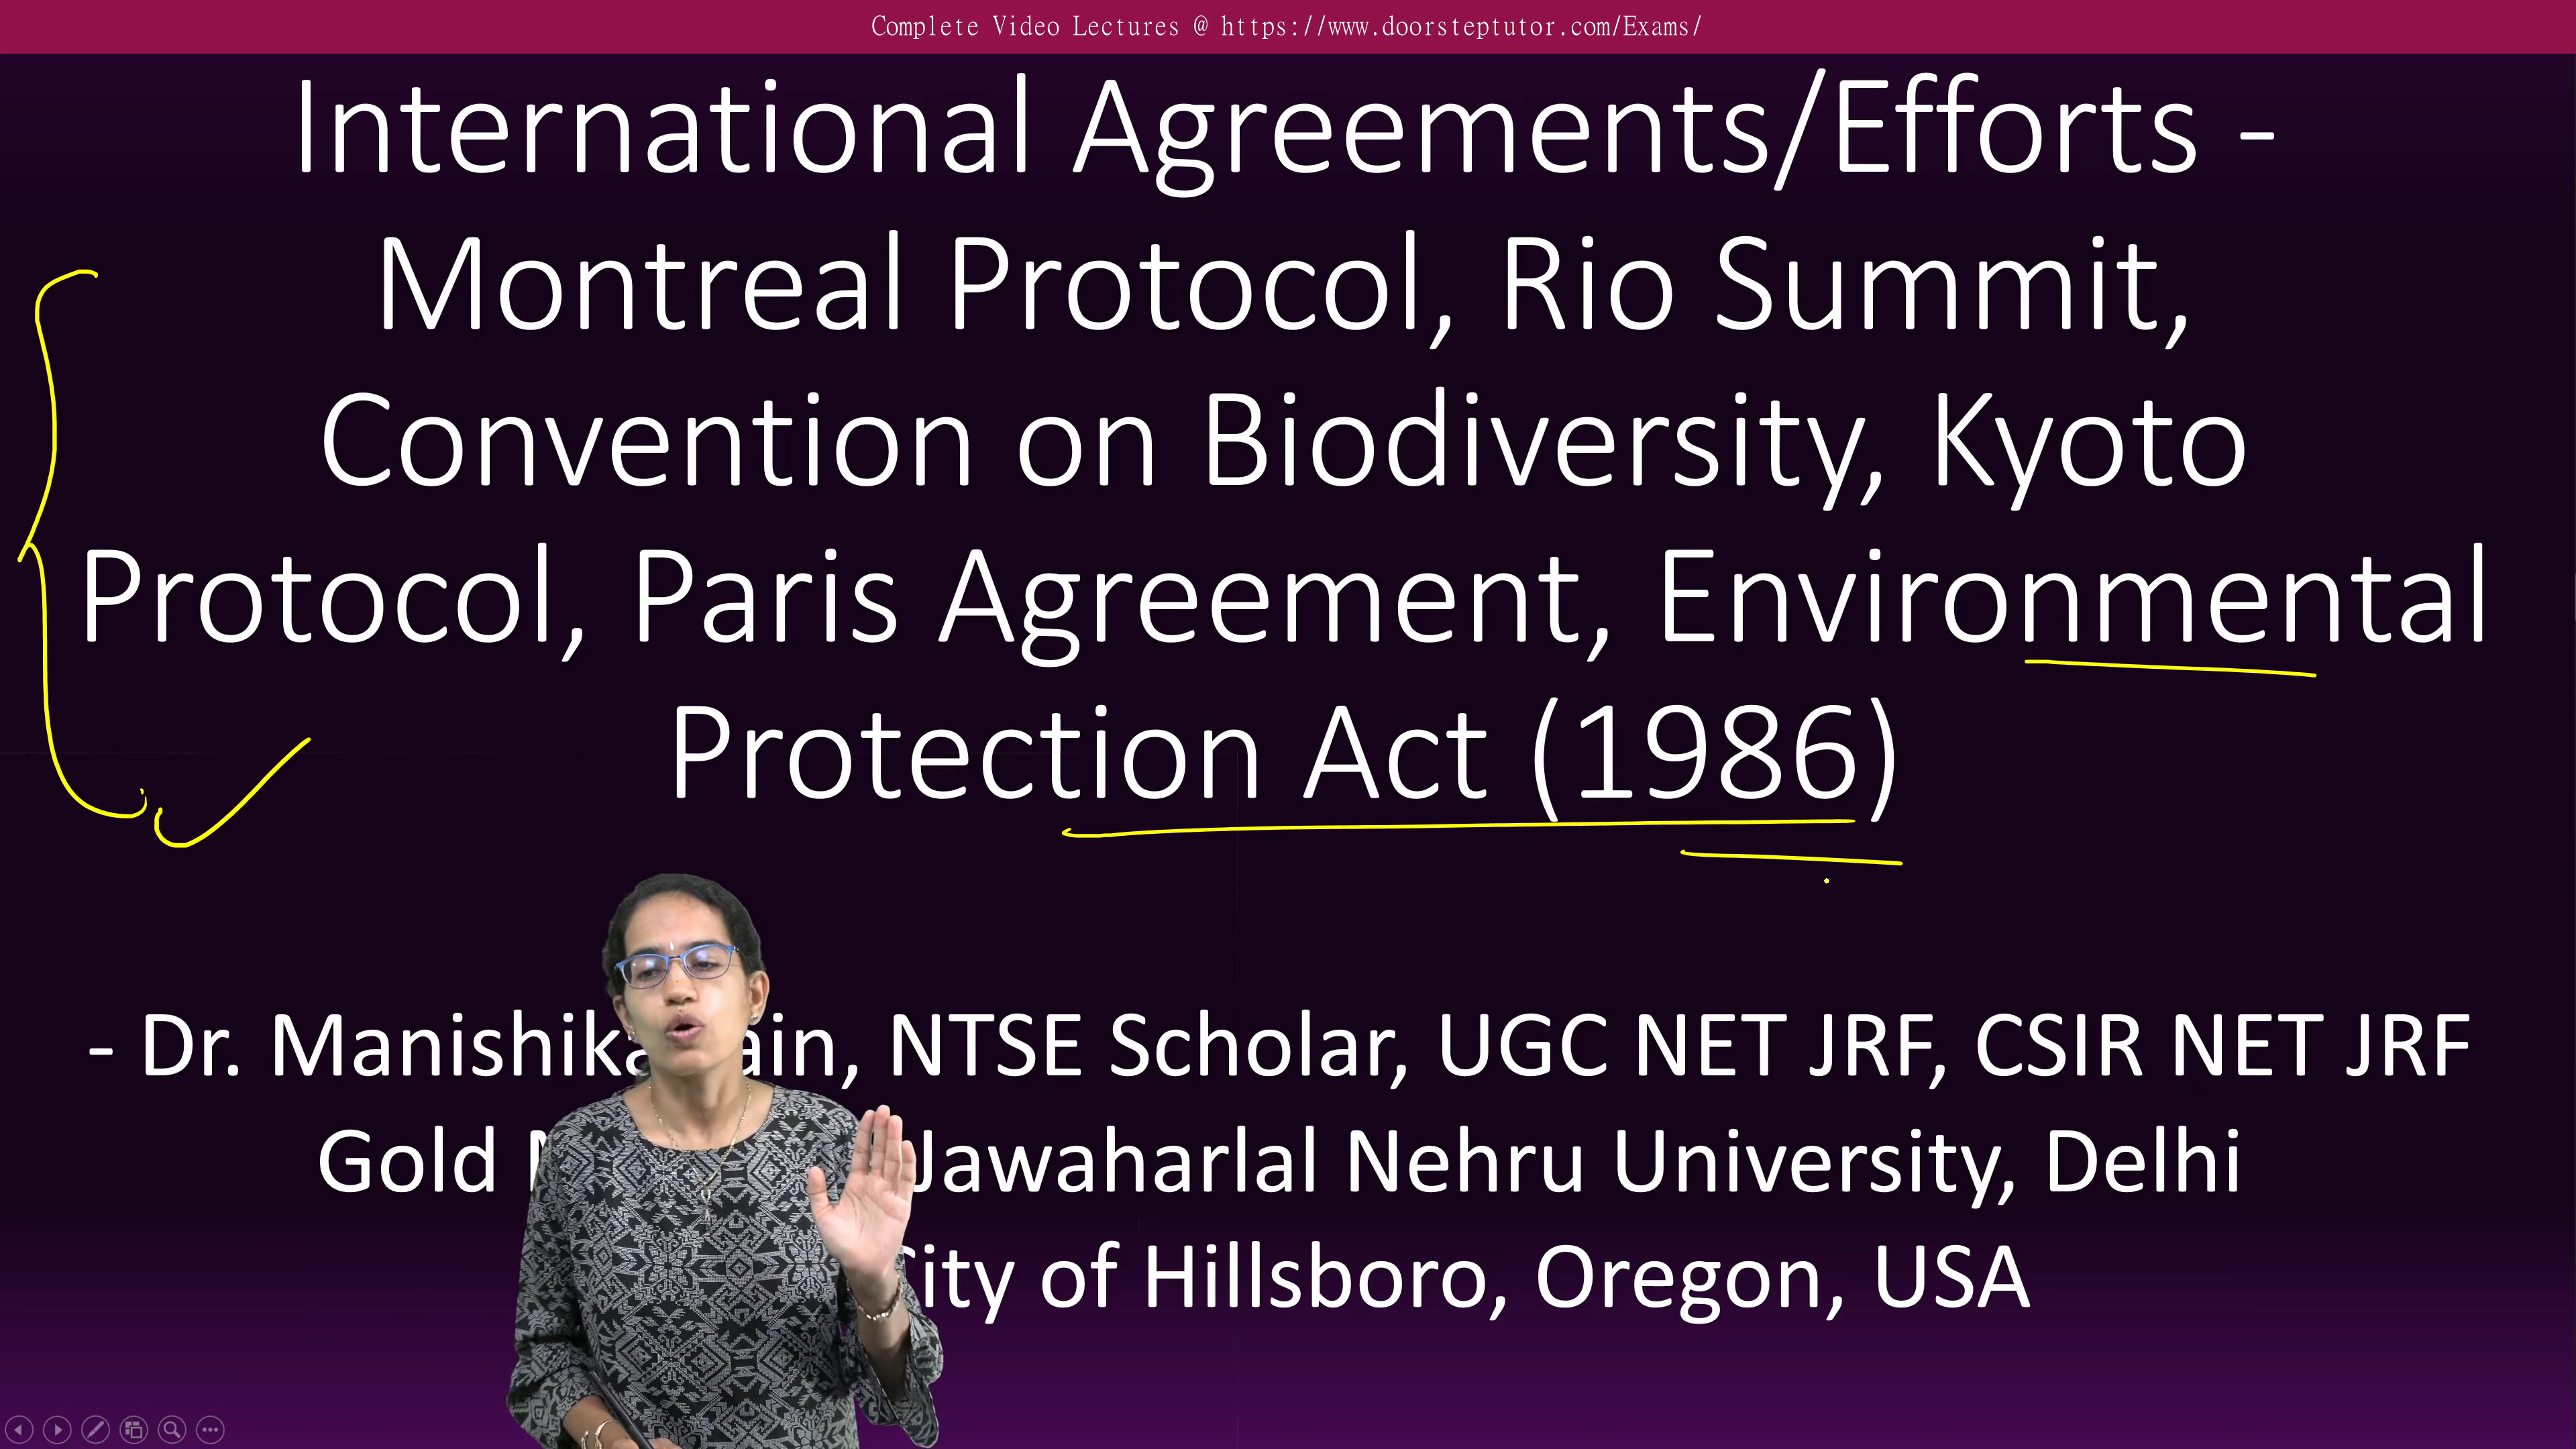 Complete Video Lectures @ https://www.doorsteptutor.com/Exams/
International Agreements/Efforts -
Montreal Protocol, Rio Summit,
Convention on Biodiversity, Kyoto
Protocol, Paris Agreement, Environmental
Protection Act (1986)
- Dr. Manishika ain, NTSE Scholar, UGC NET JRF, CSIR NET JRF
Gold Jawaharlal Nehru University, Delhi
City of Hillsboro, Oregon, USA